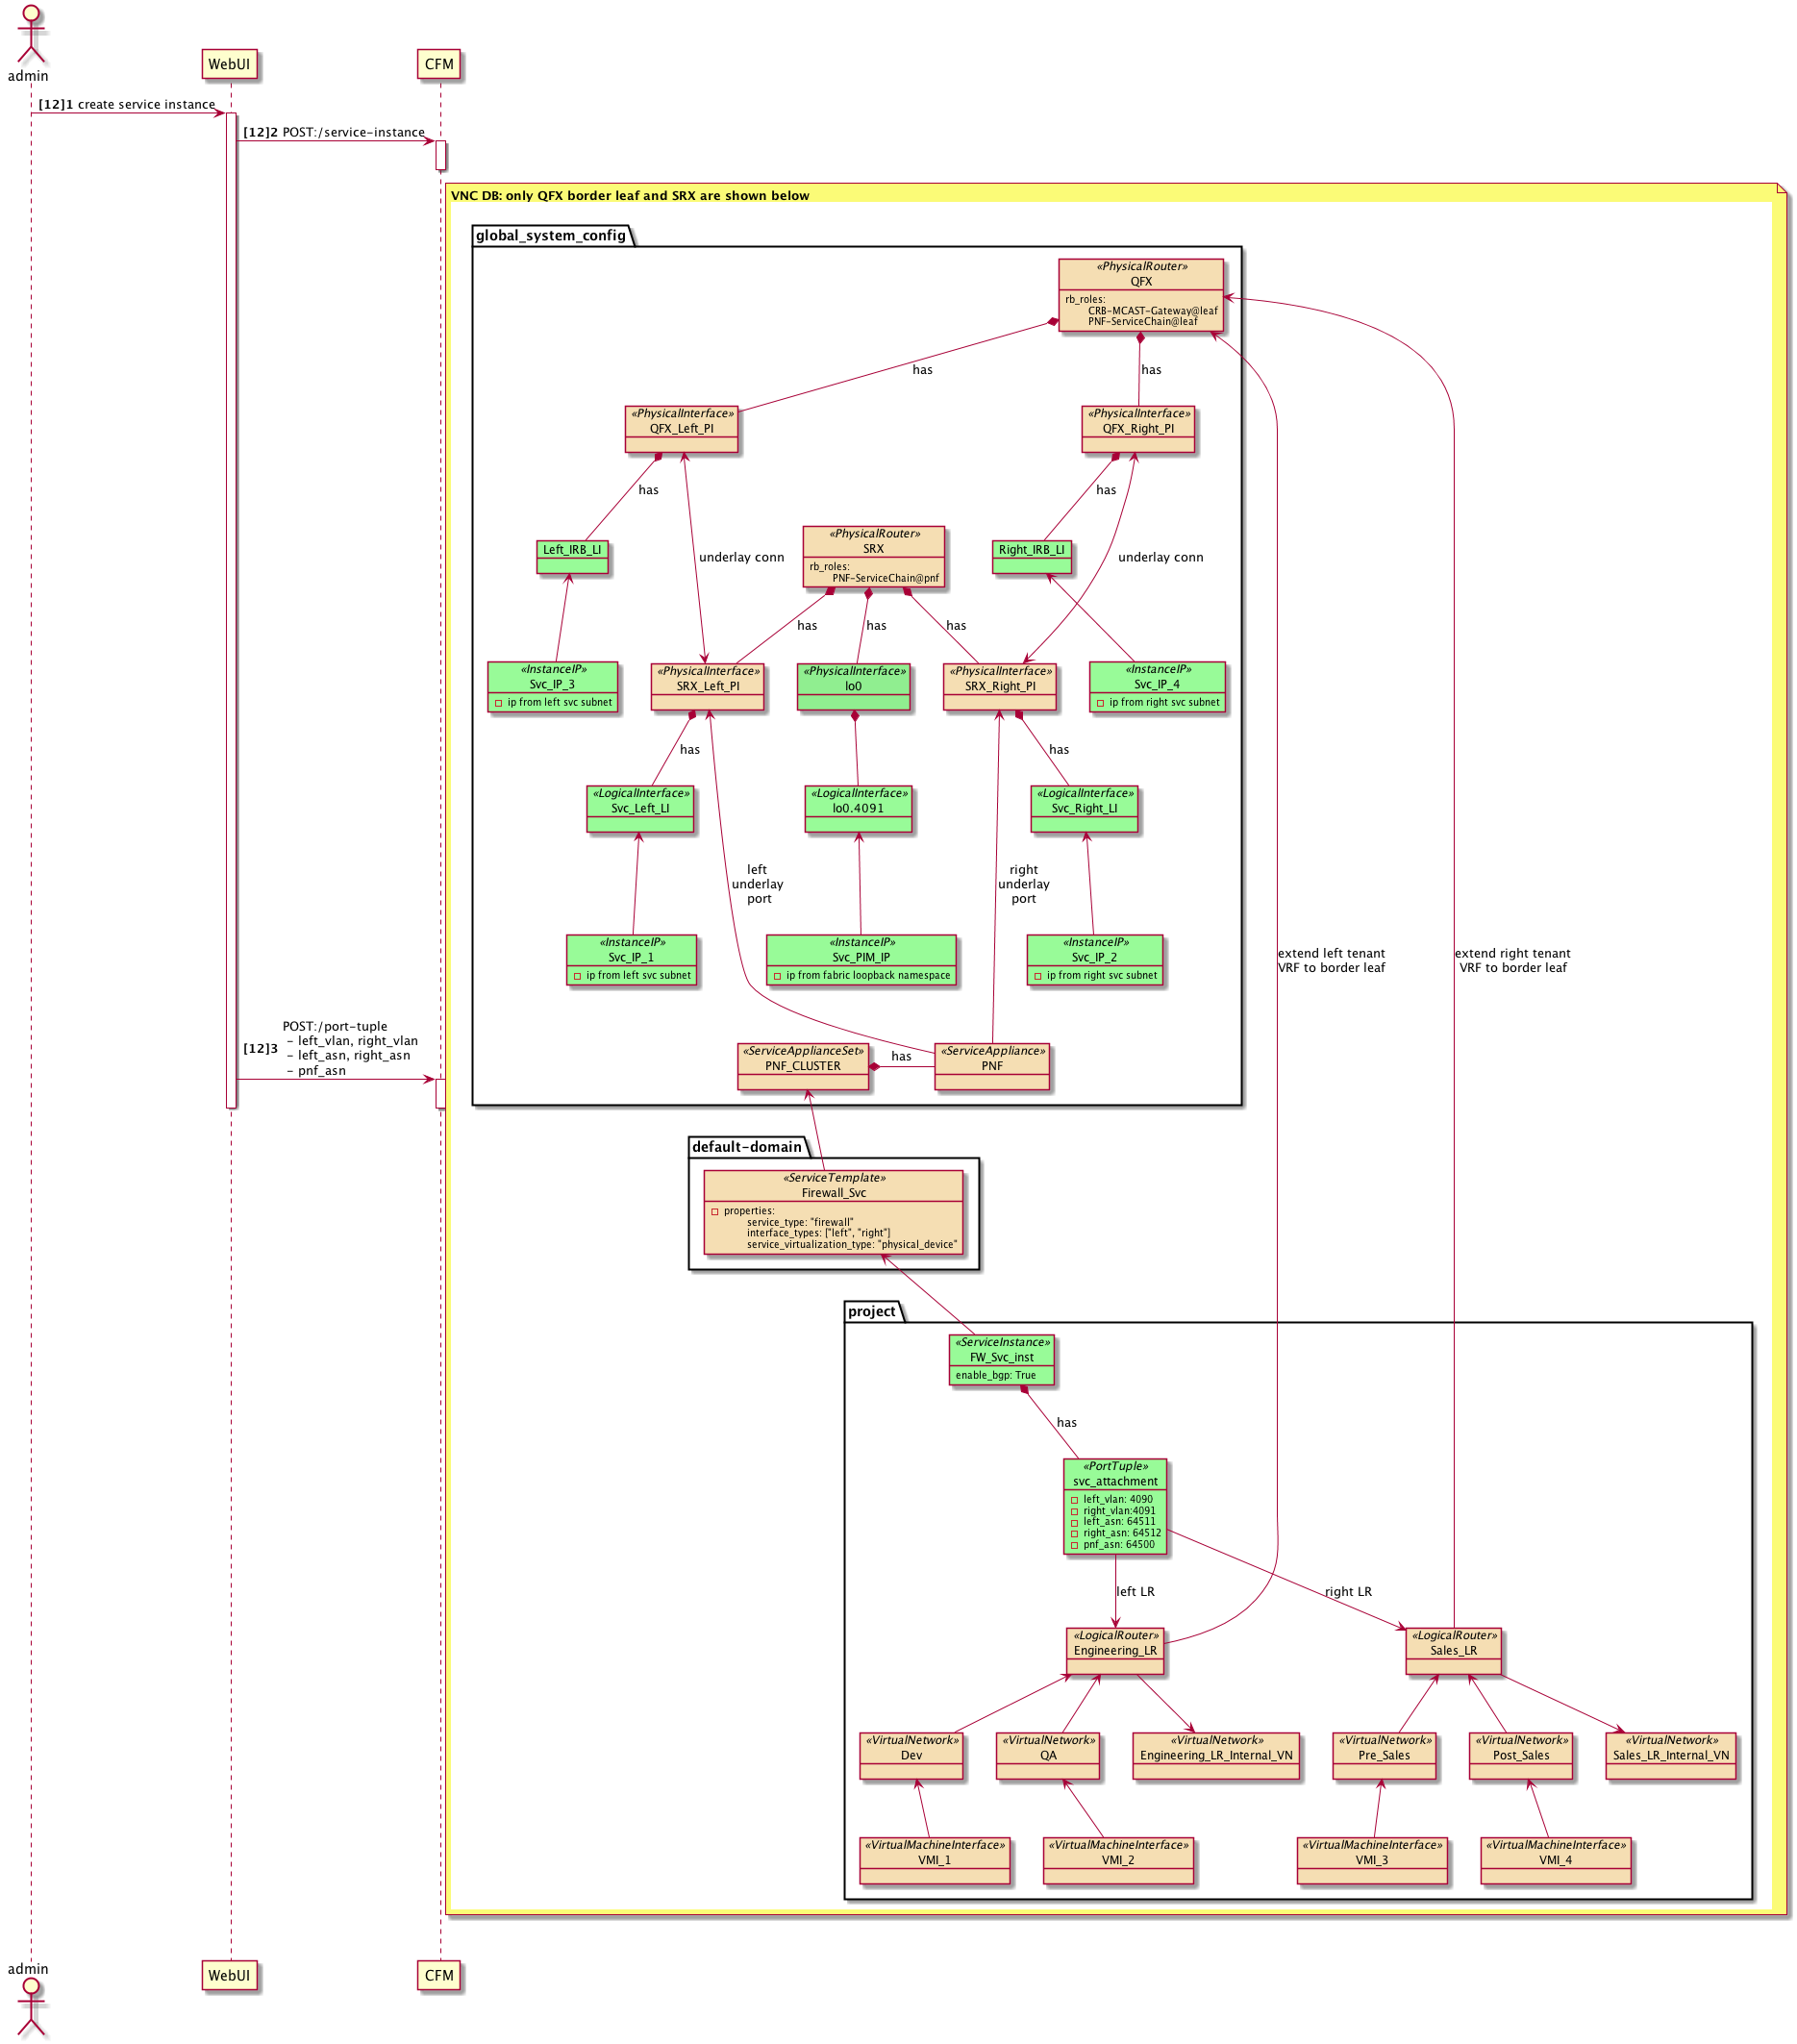 admin
WebUI
CFM
[12]1 create service instance
[12]2 POST:/service-instance
VNC DB: only QFX border leaf and SRX are shown below
global_system_config
«PhysicalRouter»
QFX
rb_roles:
CRB-MCAST-Gateway@leaf
PNF-ServiceChain@leaf
has
has
«PhysicalInterface»
QFX_Left_PI
«PhysicalInterface»
QFX_Right_PI
has
has
Left_IRB_LI
«PhysicalRouter»
SRX
rb_roles:
PNF-ServiceChain@pnf
Right_IRB_LI
underlay conn
underlay conn
has
has
has
«InstanceIP»
Svc_IP_3
ip from left svc subnet
«PhysicalInterface»
SRX_Left_PI
«PhysicalInterface»
lo0
«PhysicalInterface»
SRX_Right_PI
«InstanceIP»
Svc_IP_4
ip from right svc subnet
has
has
«LogicalInterface»
Svc_Left_LI
«LogicalInterface»
lo0.4091
«LogicalInterface»
Svc_Right_LI
left
underlay
port
right
underlay
port
«InstanceIP»
Svc_IP_1
ip from left svc subnet
«InstanceIP»
Svc_PIM_IP
ip from fabric loopback namespace
«InstanceIP»
Svc_IP_2
ip from right svc subnet
extend left tenant
VRF to border leaf
extend right tenant
VRF to border leaf
POST:/port-tuple
- left_vlan, right_vlan
[12]3 - left_asn, right_asn
- pnf_asn
«ServiceApplianceSet»
PNF_CLUSTER
has
«ServiceAppliance»
PNF
default-domain
«ServiceTemplate»
Firewall_Svc
properties:
service_type: "firewall"
interface_types: ["left", "right"]
service_virtualization_type: "physical_device"
project
«ServiceInstance»
FW_Svc_inst
enable_bgp: True
has
«PortTuple»
svc_attachment
left_vlan: 4090
right_vlan:4091
left_asn: 64511
right_asn: 64512
pnf_asn: 64500
left LR
right LR
«LogicalRouter»
Engineering_LR
«LogicalRouter»
Sales_LR
«VirtualNetwork»
Dev
«VirtualNetwork»
QA
«VirtualNetwork»
Engineering_LR_Internal_VN
«VirtualNetwork»
Pre_Sales
«VirtualNetwork»
Post_Sales
«VirtualNetwork»
Sales_LR_Internal_VN
«VirtualMachineInterface»
VMI_1
«VirtualMachineInterface»
VMI_2
«VirtualMachineInterface»
VMI_3
«VirtualMachineInterface»
VMI_4
admin
WebUI
CFM